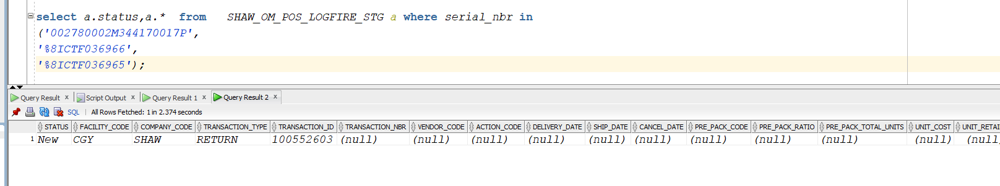 select a.status,a.* from SHAW_OM_POS_LOGFIRE_STG a where serial_nbr in
('002780002M344170017P',
'%8ICTF036966',
'%8ICTF036965');
Query Result x Script Output x Query Result 1 x Query Result 2 x
SQL | All Rows Fetched: 1 in 2.374 seconds
STATUS FACILITY_CODE COMPANY_CODE TRANSACTION_TYPE TRANSACTION_ID TRANSACTION_NBR VENDOR_CODE ACTION_CODE DELIVERY_DATE SHIP_DATE CANCEL_DATE PRE_PACK_CODE PRE_PACK_RATIO PRE_PACK_TOTAL_UNITS UNIT_COST UNIT_RETAI
1 New CGY SHAW RETURN 100552603 (null) (null) (null) (null) (null) (null) (null) (null) (null) (null) (null)